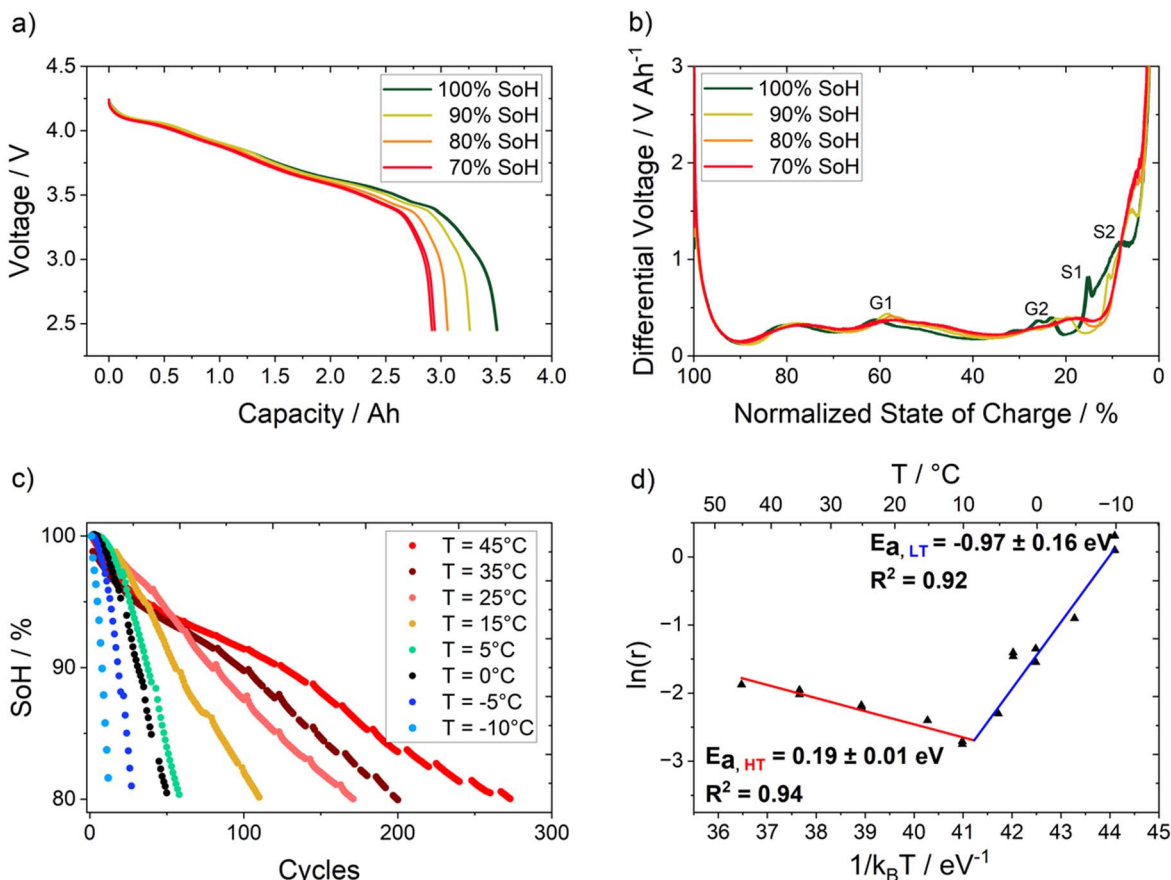 a)
4.5
4.0
3.5
3.0
2.5
Voltage / V
100% SoH
90% SoH
80% SoH
70% SoH
0.0 0.5 1.0 1.5 2.0 2.5 3.0 3.5 4.0
Capacity / Ah
b)
3
2
1
0
Differential Voltage / V Ah⁻¹
100% SoH
90% SoH
80% SoH
70% SoH
G1
G2
S1
S2
100 80 60 40 20 0
Normalized State of Charge / %
c)
100
90
80
SoH / %
T = 45°C
T = 35°C
T = 25°C
T = 15°C
T = 5°C
T = 0°C
T = -5°C
T = -10°C
0 100 200 300
Cycles
d)
T / °C
50 40 30 20 10 0 −10
0
−1
−2
−3
ln(r)
Ea, LT = -0.97 ± 0.16 eV
R² = 0.92
Ea, HT = 0.19 ± 0.01 eV
R² = 0.94
36 37 38 39 40 41 42 43 44 45
1/kBT / eV⁻¹